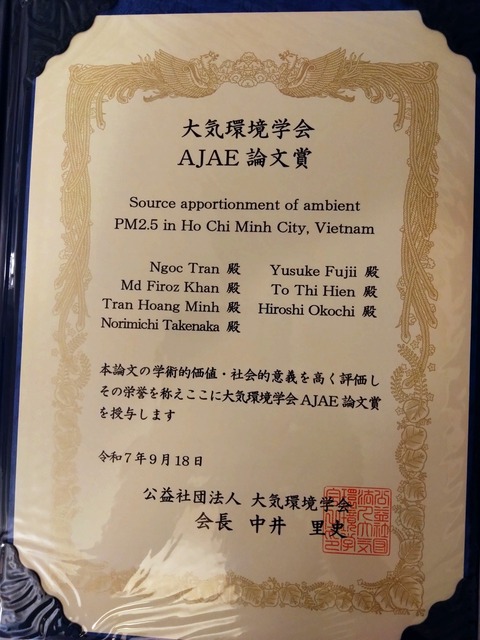 大気環境学会
AJAE 論文賞
Source apportionment of ambient
PM2.5 in Ho Chi Minh City, Vietnam
Ngoc Tran 殿 Yusuke Fujii 殿
Md Firoz Khan 殿 To Thi Hien 殿
Tran Hoang Minh 殿 Hiroshi Okochi 殿
Norimichi Takenaka 殿
本論文の学術的価値・社会的意義を高く評価し
その栄誉を称えここに大気環境学会 AJAE 論文賞
を授与します
令和7年9月18日
公益社団法人 大気環境学会
会長 中井 里史